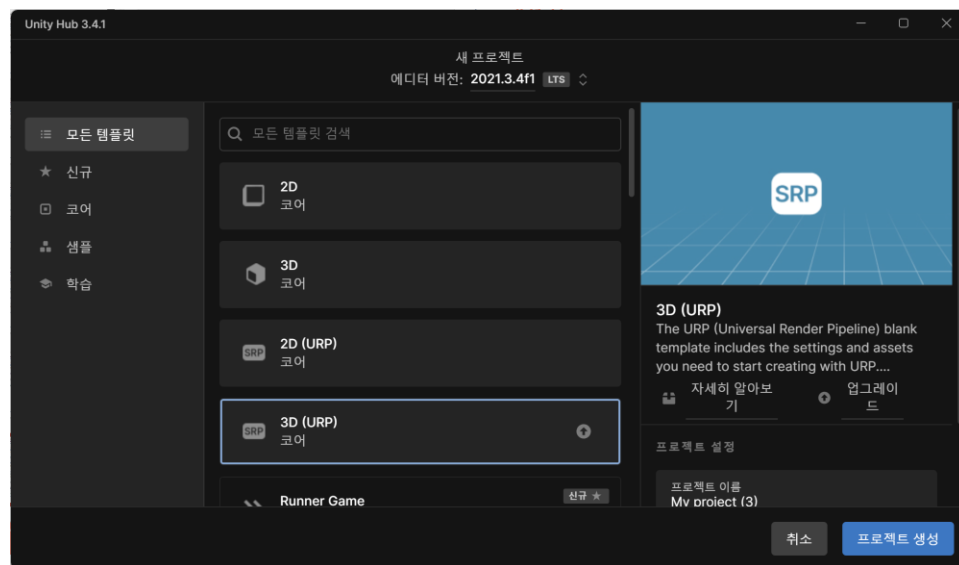 Unity Hub 3.4.1
새 프로젝트
에디터 버전: 2021.3.4f1 LTS
모든 템플릿
신규
코어
샘플
학습
모든 템플릿 검색
2D
코어
3D
코어
SRP
2D (URP)
코어
SRP
3D (URP)
코어
Runner Game
신규
SRP
3D (URP)
The URP (Universal Render Pipeline) blank
template includes the settings and assets
you need to start creating with URP....
자세히 알아보
기
업그레이
드
프로젝트 설정
프로젝트 이름
My project (3)
취소
프로젝트 생성